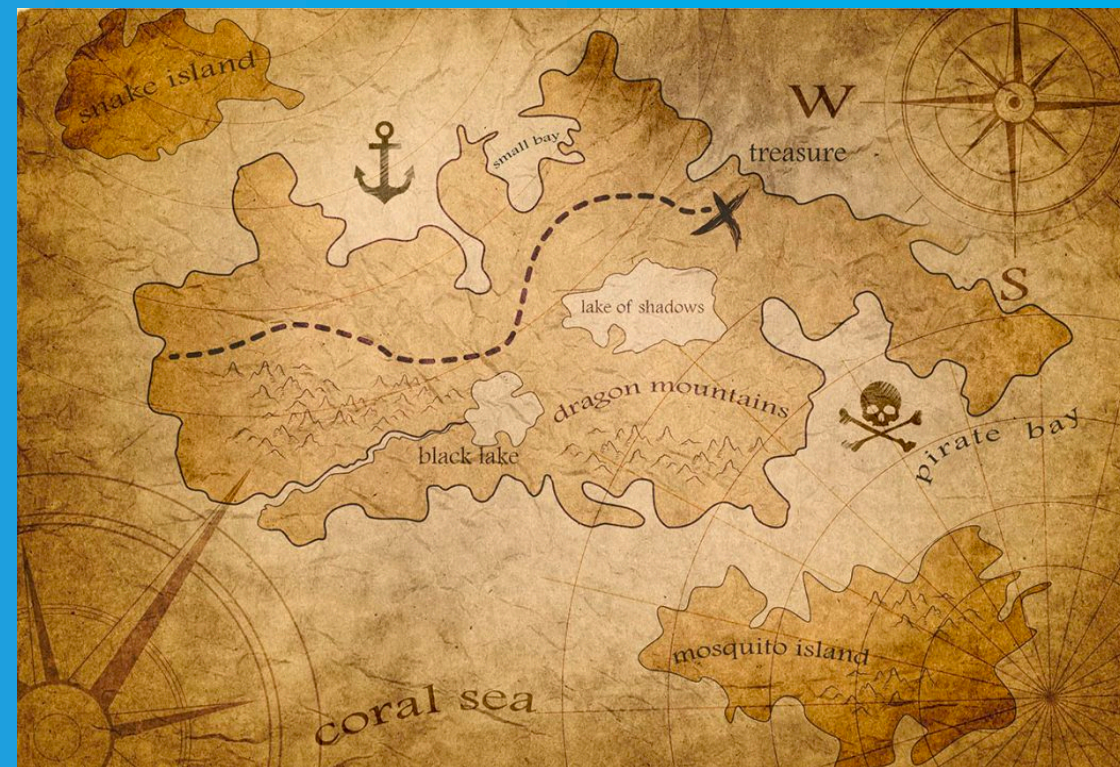 snake island
W
small bay
treasure
S
lake of shadows
dragon mountains
black lake
pirate bay
mosquito island
coral sea